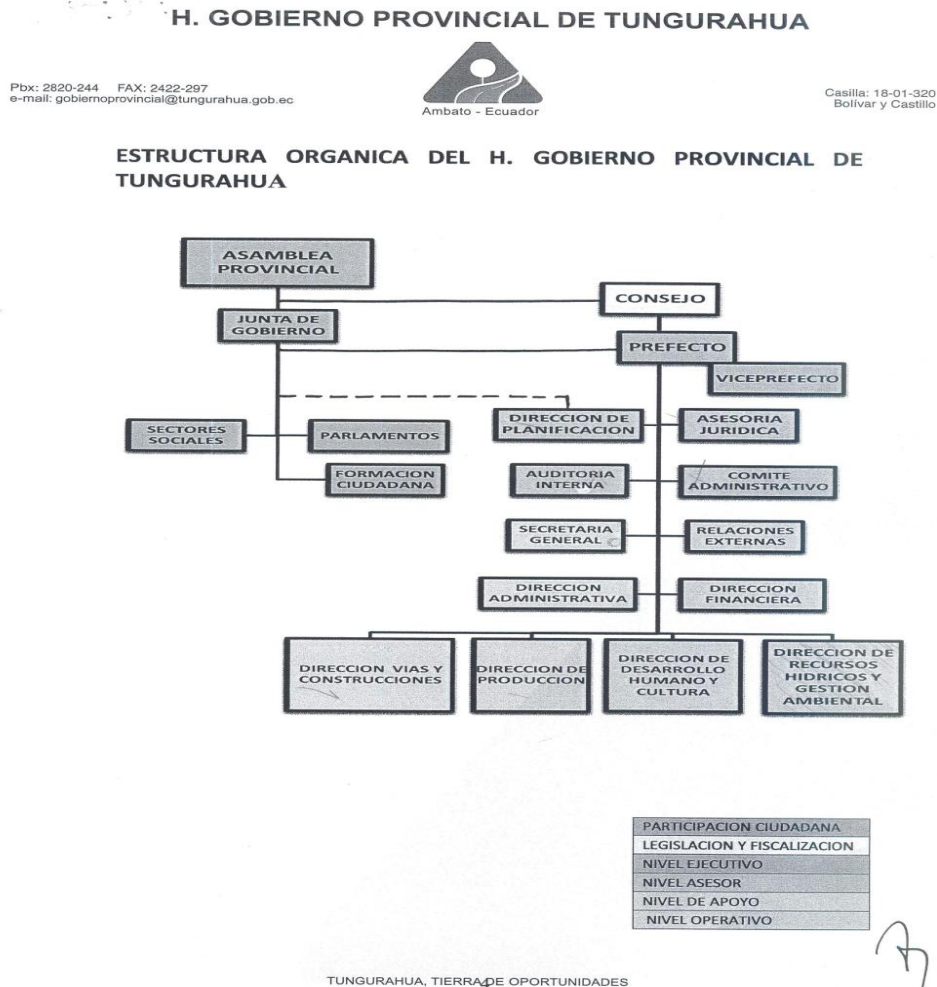 H. GOBIERNO PROVINCIAL DE TUNGURAHUA
Pbx: 2820-244 FAX: 2422-297
e-mail: gobiernoprovincial@tungurahua.gob.ec
Ambato - Ecuador
Casilla: 18-01-320
Bolívar y Castillo
ESTRUCTURA ORGANICA DEL H. GOBIERNO PROVINCIAL DE
TUNGURAHUA
ASAMBLEA
PROVINCIAL
CONSEJO
JUNTA DE
GOBIERNO
PREFECTO
VICEPREFECTO
SECTORES
SOCIALES
PARLAMENTOS
DIRECCION DE
PLANIFICACION
ASESORIA
JURIDICA
FORMACION
CIUDADANA
AUDITORIA
INTERNA
COMITE
ADMINISTRATIVO
SECRETARIA
GENERAL
RELACIONES
EXTERNAS
DIRECCION
ADMINISTRATIVA
DIRECCION
FINANCIERA
DIRECCION VIAS Y
CONSTRUCCIONES
DIRECCION DE
PRODUCCION
DIRECCION DE
DESARROLLO
HUMANO Y
CULTURA
DIRECCION DE
RECURSOS
HIDRICOS Y
GESTION
AMBIENTAL
PARTICIPACION CIUDADANA
LEGISLACION Y FISCALIZACION
NIVEL EJECUTIVO
NIVEL ASESOR
NIVEL DE APOYO
NIVEL OPERATIVO
TUNGURAHUA, TIERRA DE OPORTUNIDADES